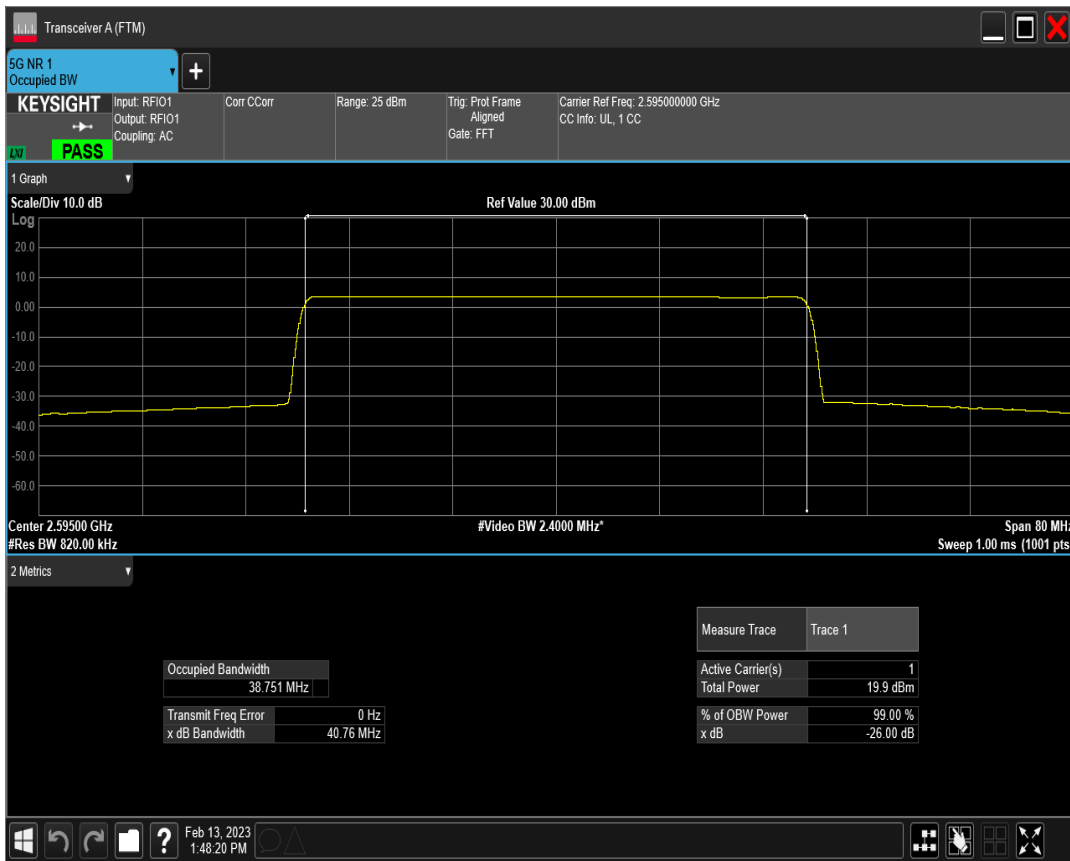 Transceiver A (FTM)
5G NR 1
Occupied BW
+
KEYSIGHT
Input: RFIO1
Output: RFIO1
Coupling: AC
LXI
PASS
Corr CCorr
Range: 25 dBm
Trig: Prot Frame
Aligned
Gate: FFT
Carrier Ref Freq: 2.595000000 GHz
CC Info: UL, 1 CC
1 Graph
Scale/Div 10.0 dB
Ref Value 30.00 dBm
Log
20.0
10.0
0.00
-10.0
-20.0
-30.0
-40.0
-50.0
-60.0
Center 2.59500 GHz
#Video BW 2.4000 MHz*
Span 80 MHz
#Res BW 820.00 kHz
Sweep 1.00 ms (1001 pts
2 Metrics
Measure Trace Trace 1
Occupied Bandwidth
38.751 MHz
Active Carrier(s) 1
Total Power 19.9 dBm
Transmit Freq Error 0 Hz
x dB Bandwidth 40.76 MHz
% of OBW Power 99.00 %
x dB -26.00 dB
?
Feb 13, 2023
1:48:20 PM